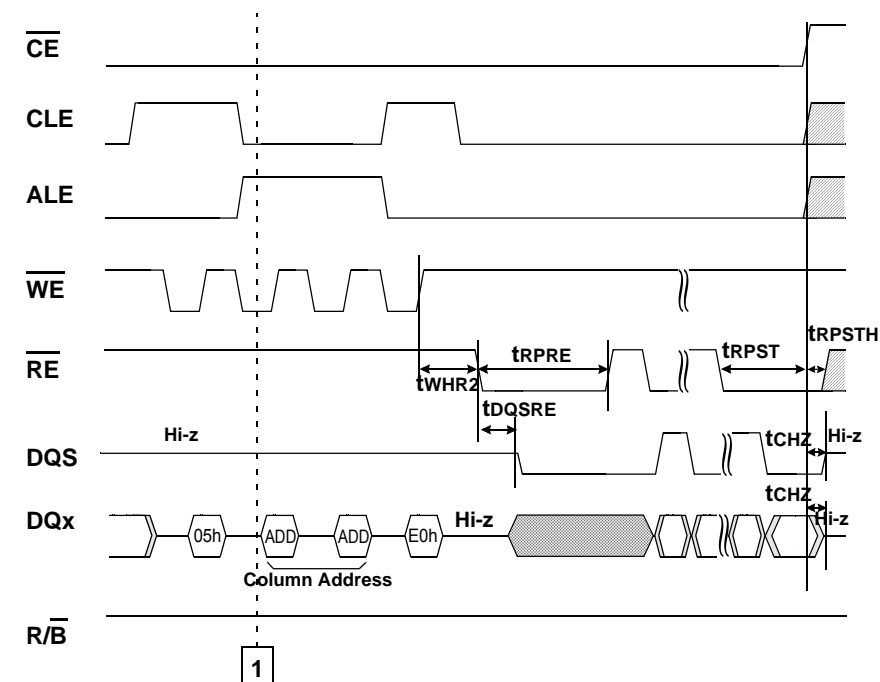 CE
CLE
ALE
WE
tRPSTH
tRPRE
tRPST
RE
tWHR2
tDQSRE
Hi-z
tCHZ
Hi-z
DQS
tCHZ
DQx
05h
ADD
ADD
E0h
Hi-z
Hi-z
Column Address
R/B
1